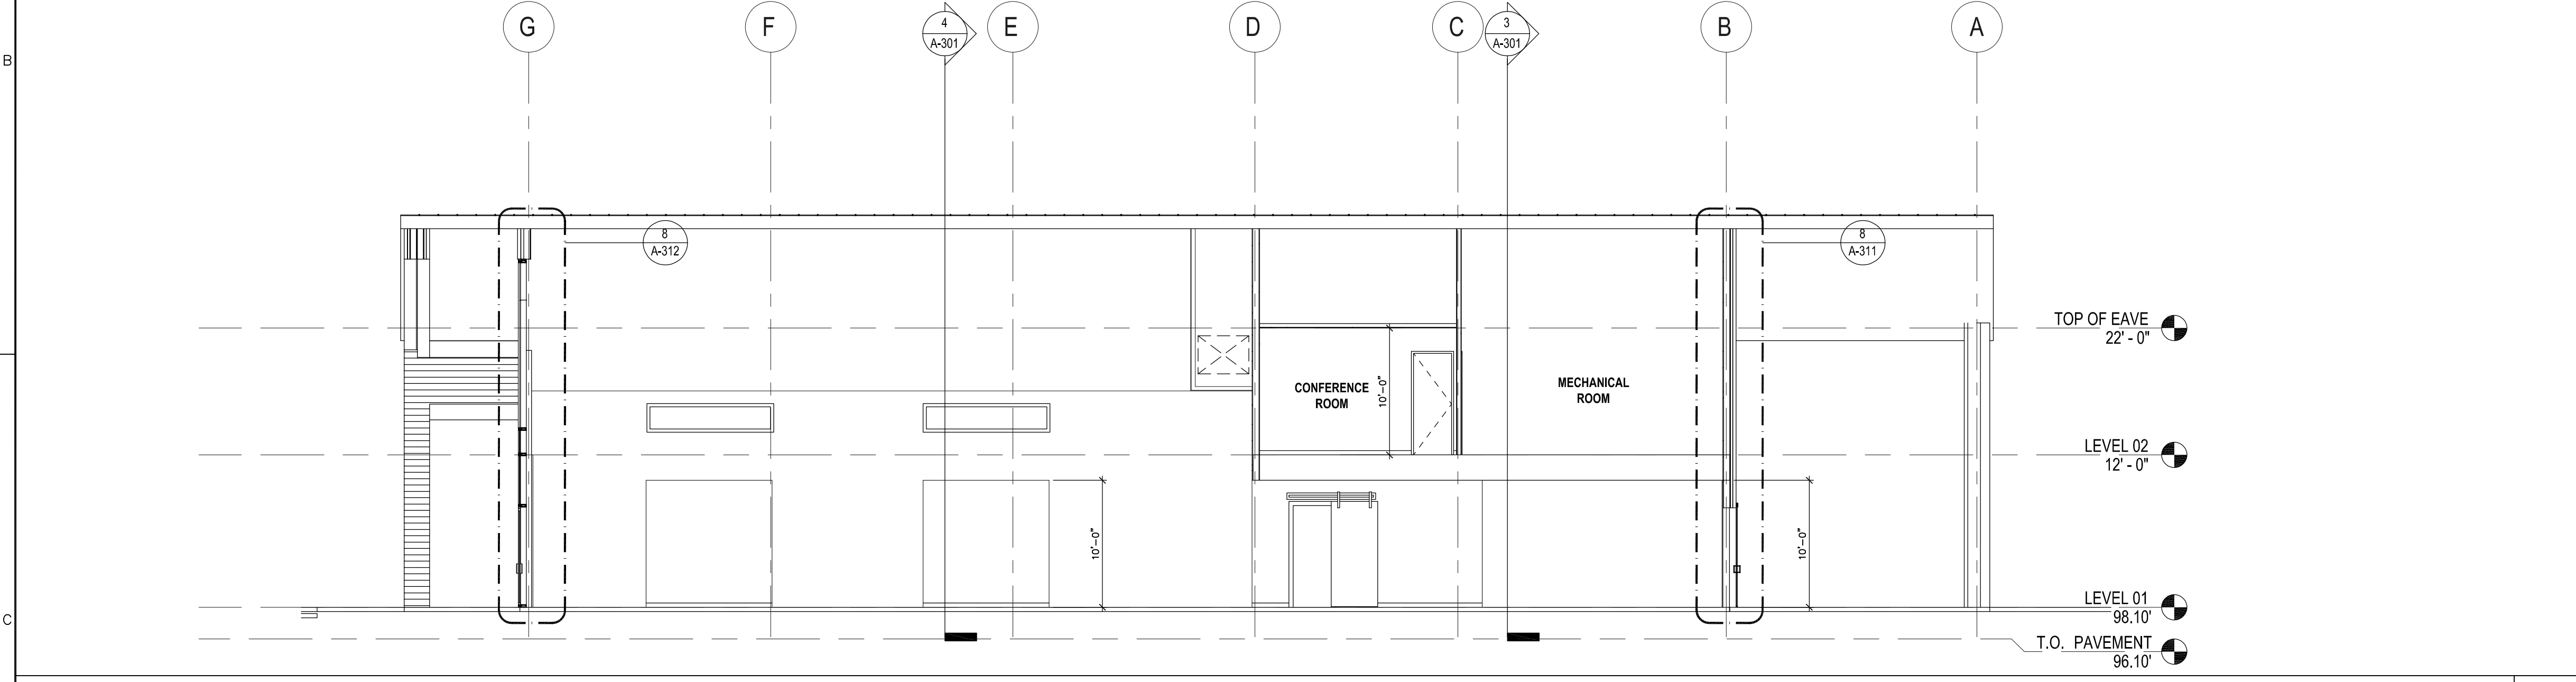 G
F
4
A-301
E
D
C
3
A-301
B
A
B
8
A-312
8
A-311
TOP OF EAVE
22' - 0"
CONFERENCE
ROOM
10'-0"
MECHANICAL
ROOM
LEVEL 02
12' - 0"
10'-0"
10'-0"
LEVEL 01
98.10'
C
T.O. PAVEMENT
96.10'